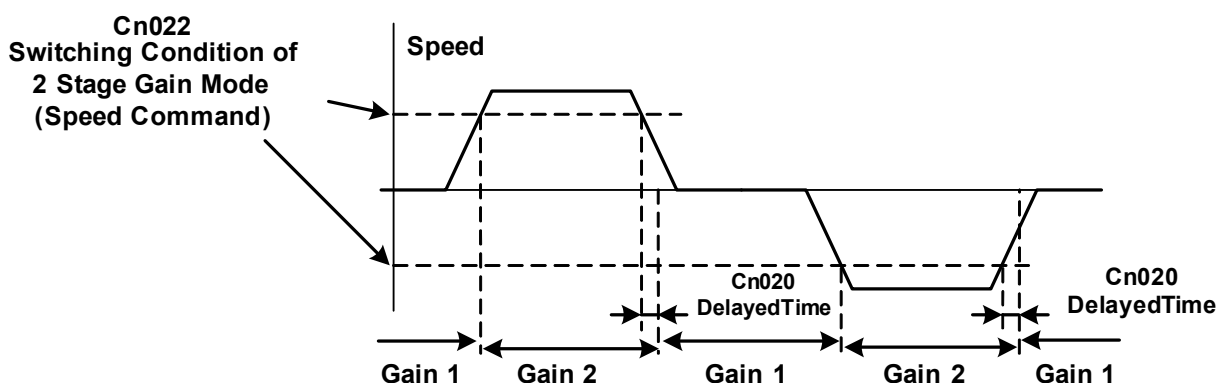 Cn022
Switching Condition of
2 Stage Gain Mode
(Speed Command)
Speed
Cn020
DelayedTime
Cn020
DelayedTime
Gain 1
Gain 2
Gain 1
Gain 2
Gain 1